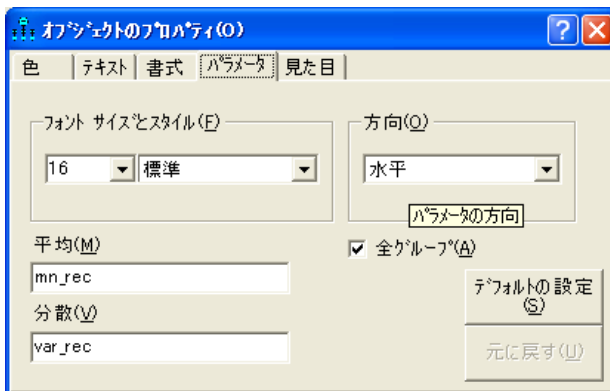 ｵﾌﾞｼﾞｪｸﾄのﾌﾟﾛﾊﾟﾃｨ(O)
色 テキスト 書式 ﾊﾟﾗﾒｰﾀ 見た目
ﾌｫﾝﾄ ｻｲｽﾞとｽﾀｲﾙ(F) 方向(O)
16 標準 水平
ﾊﾟﾗﾒｰﾀの方向
平均(M) 全ｸﾞﾙｰﾌﾟ(A)
mn_rec
ﾃﾞﾌｫﾙﾄの設定
(S)
分散(V)
var_rec
元に戻す(U)